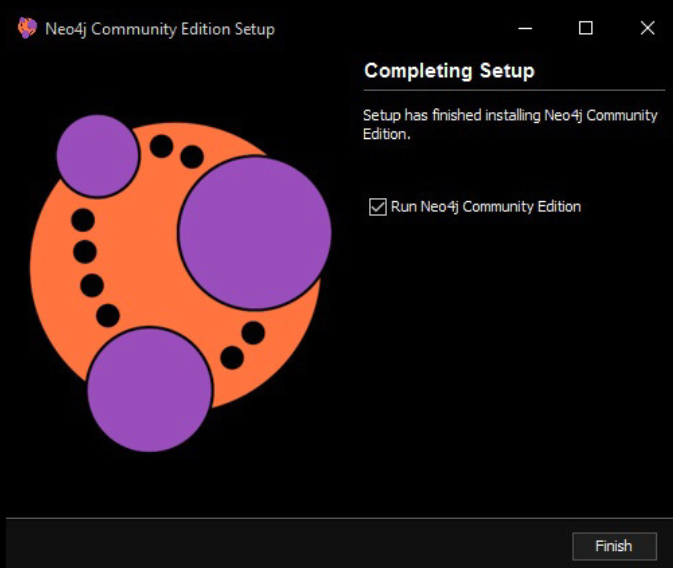 Neo4j Community Edition Setup
Completing Setup
Setup has finished installing Neo4j Community
Edition.
Run Neo4j Community Edition
Finish